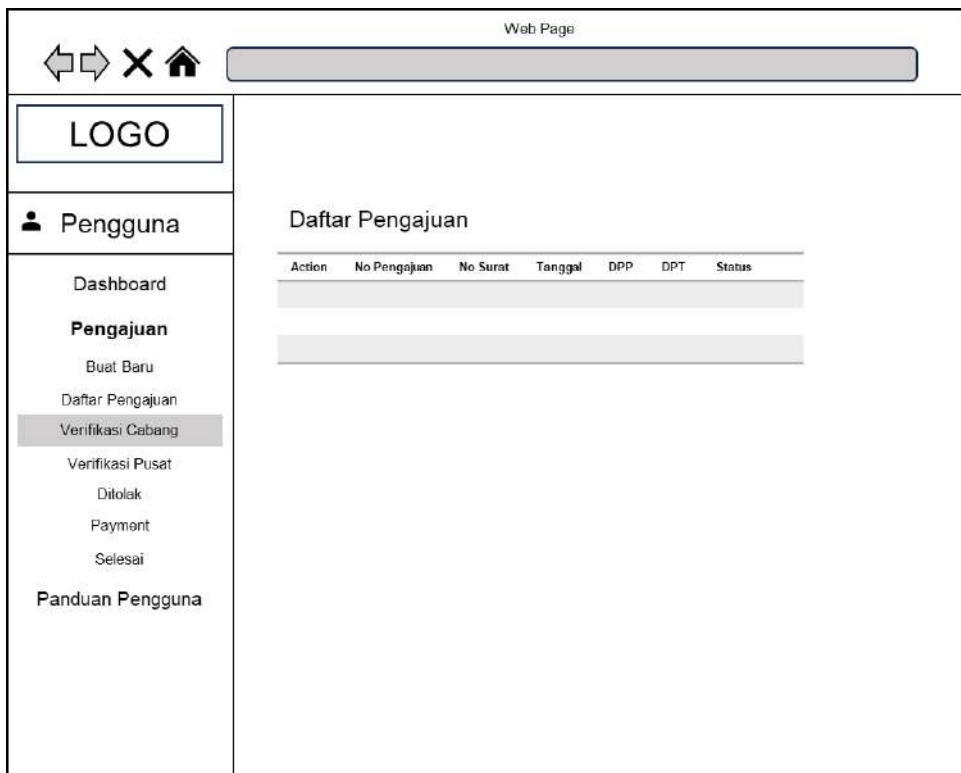 Web Page
LOGO
Pengguna
Dashboard
Pengajuan
Buat Baru
Daftar Pengajuan
Verifikasi Cabang
Verifikasi Pusat
Ditolak
Payment
Selesai
Panduan Pengguna
Daftar Pengajuan
Action No Pengajuan No Surat Tanggal DPP DPT Status